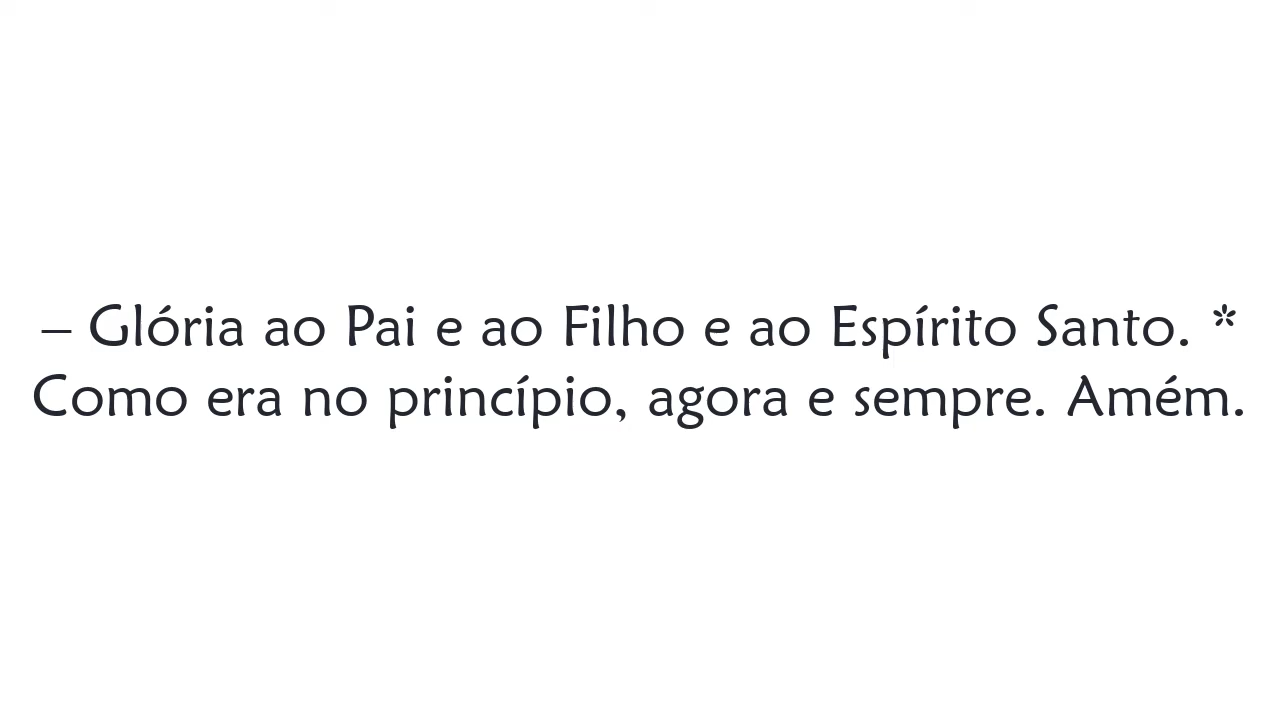 – Glória ao Pai e ao Filho e ao Espírito Santo. *
Como era no princípio, agora e sempre. Amém.